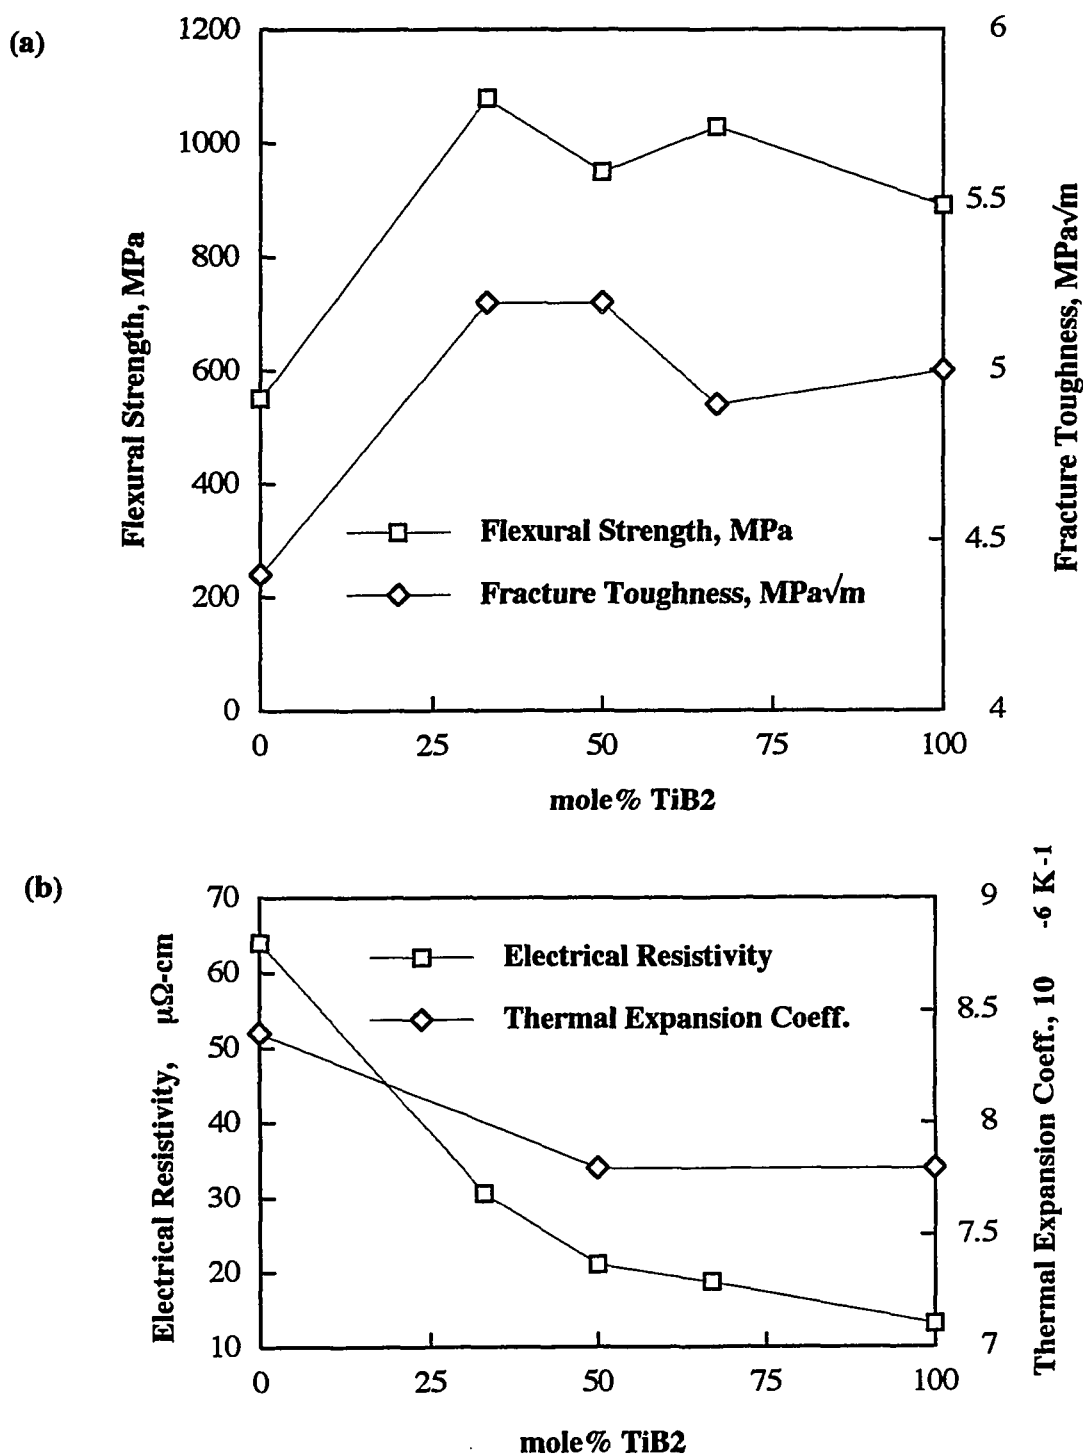 (a)
1200
1000
800
600
400
200
0
Flexural Strength, MPa
6
5.5
5
4.5
4
Fracture Toughness, MPa√m
Flexural Strength, MPa
Fracture Toughness, MPa√m
0 25 50 75 100
mole% TiB2
(b)
70
60
50
40
30
20
10
Electrical Resistivity, μΩ-cm
9
8.5
8
7.5
7
Thermal Expansion Coeff., 10 -6 K -1
Electrical Resistivity
Thermal Expansion Coeff.
0 25 50 75 100
mole% TiB2